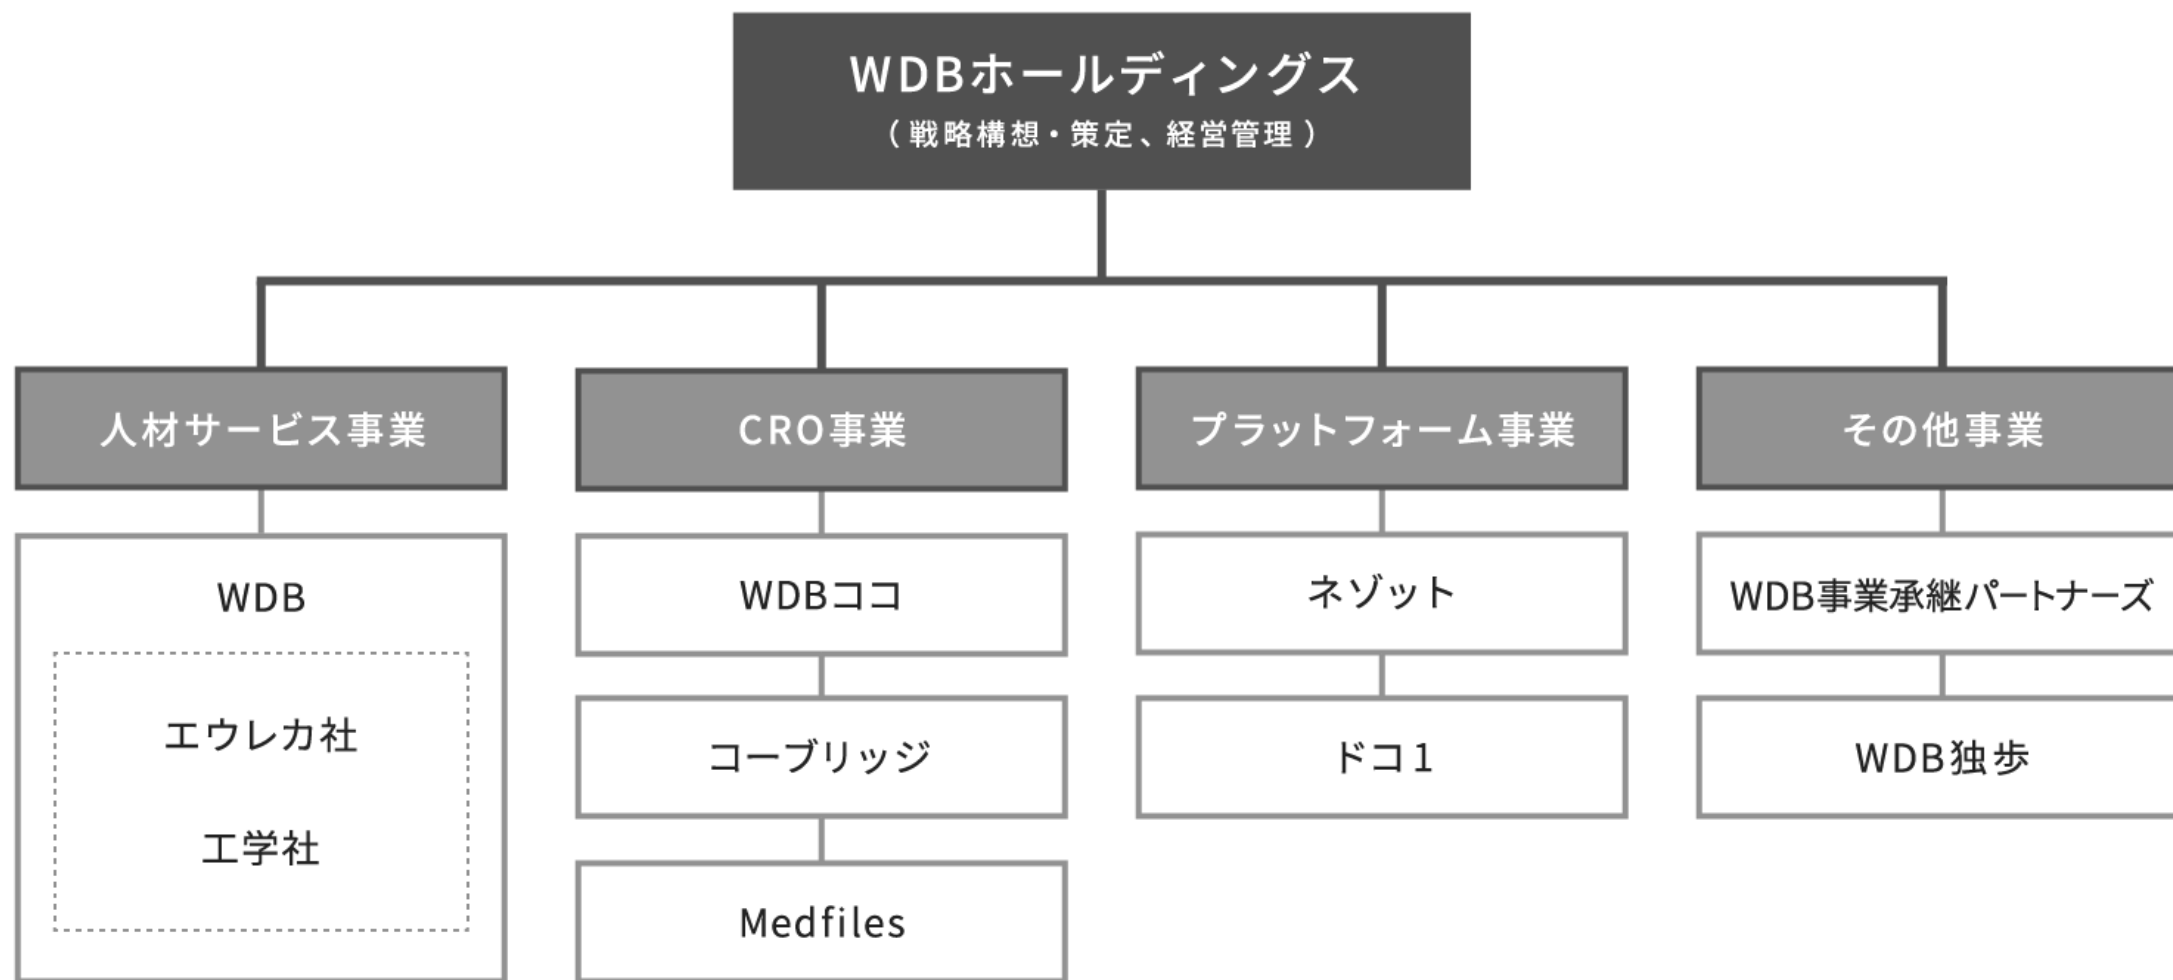 WDBホールディングス
（戦略構想・策定、経営管理）
人材サービス事業
CRO事業
プラットフォーム事業
その他事業
WDB
エウレカ社
工学社
WDBココ
コーブリッジ
Medfiles
ネゾット
ドコ1
WDB事業承継パートナーズ
WDB独歩